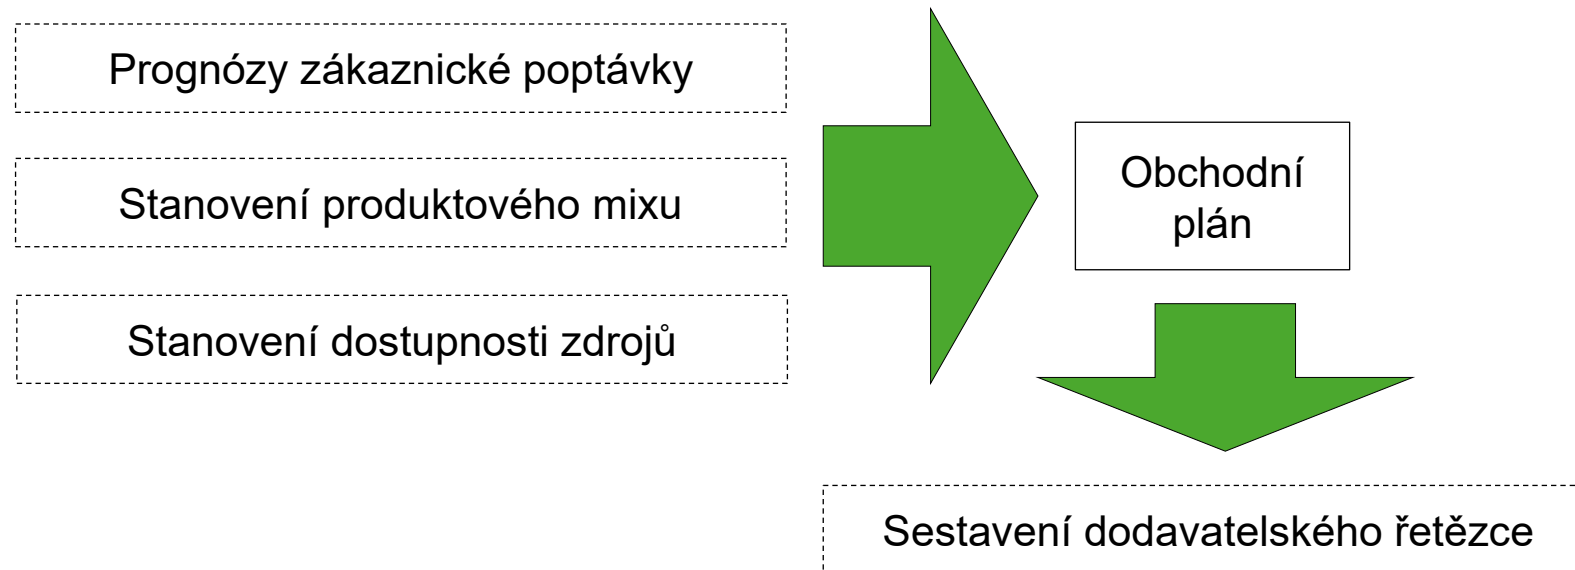 Prognózy zákaznické poptávky
Stanovení produktového mixu
Stanovení dostupnosti zdrojů
Obchodní
plán
Sestavení dodavatelského řetězce